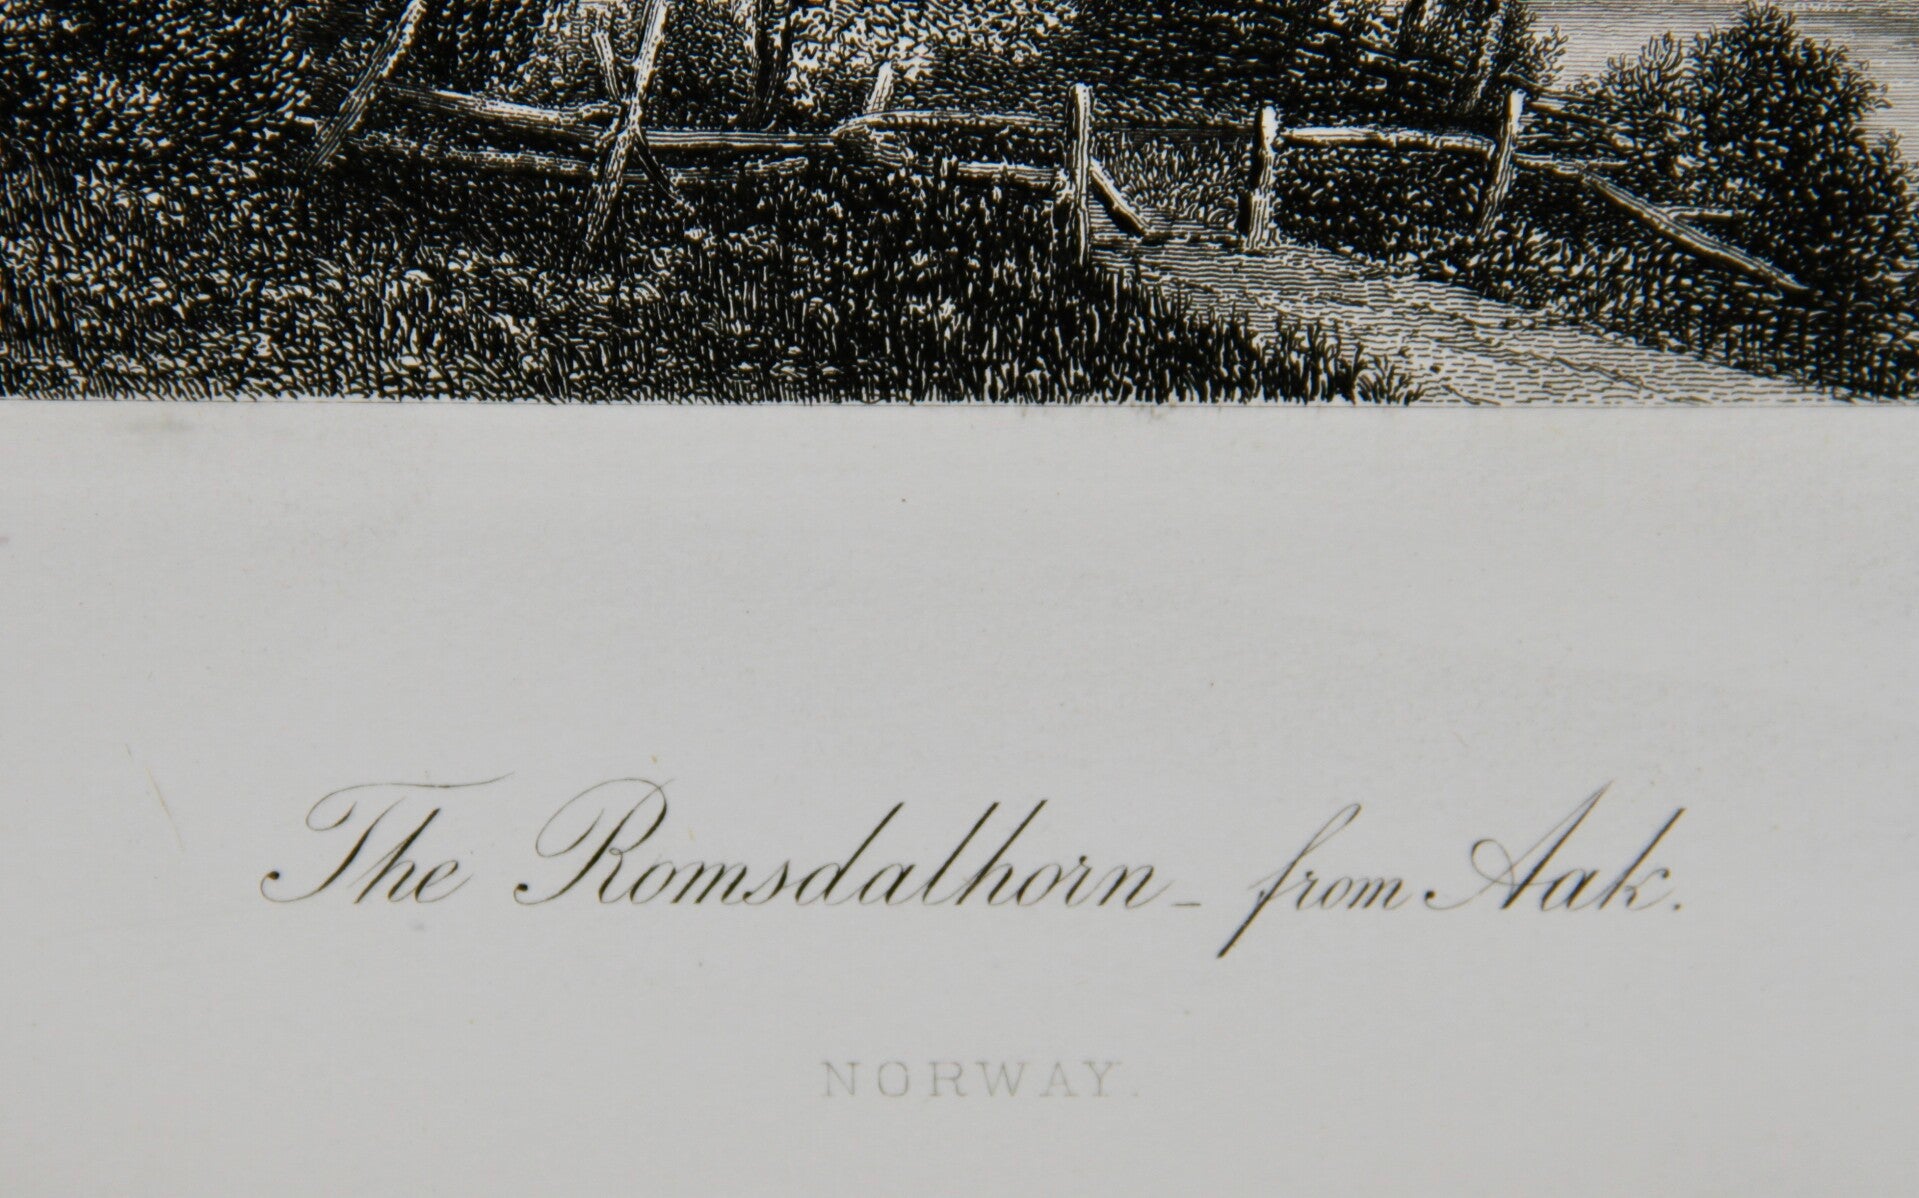 The Romsdalhorn - from Aak.
NORWAY.